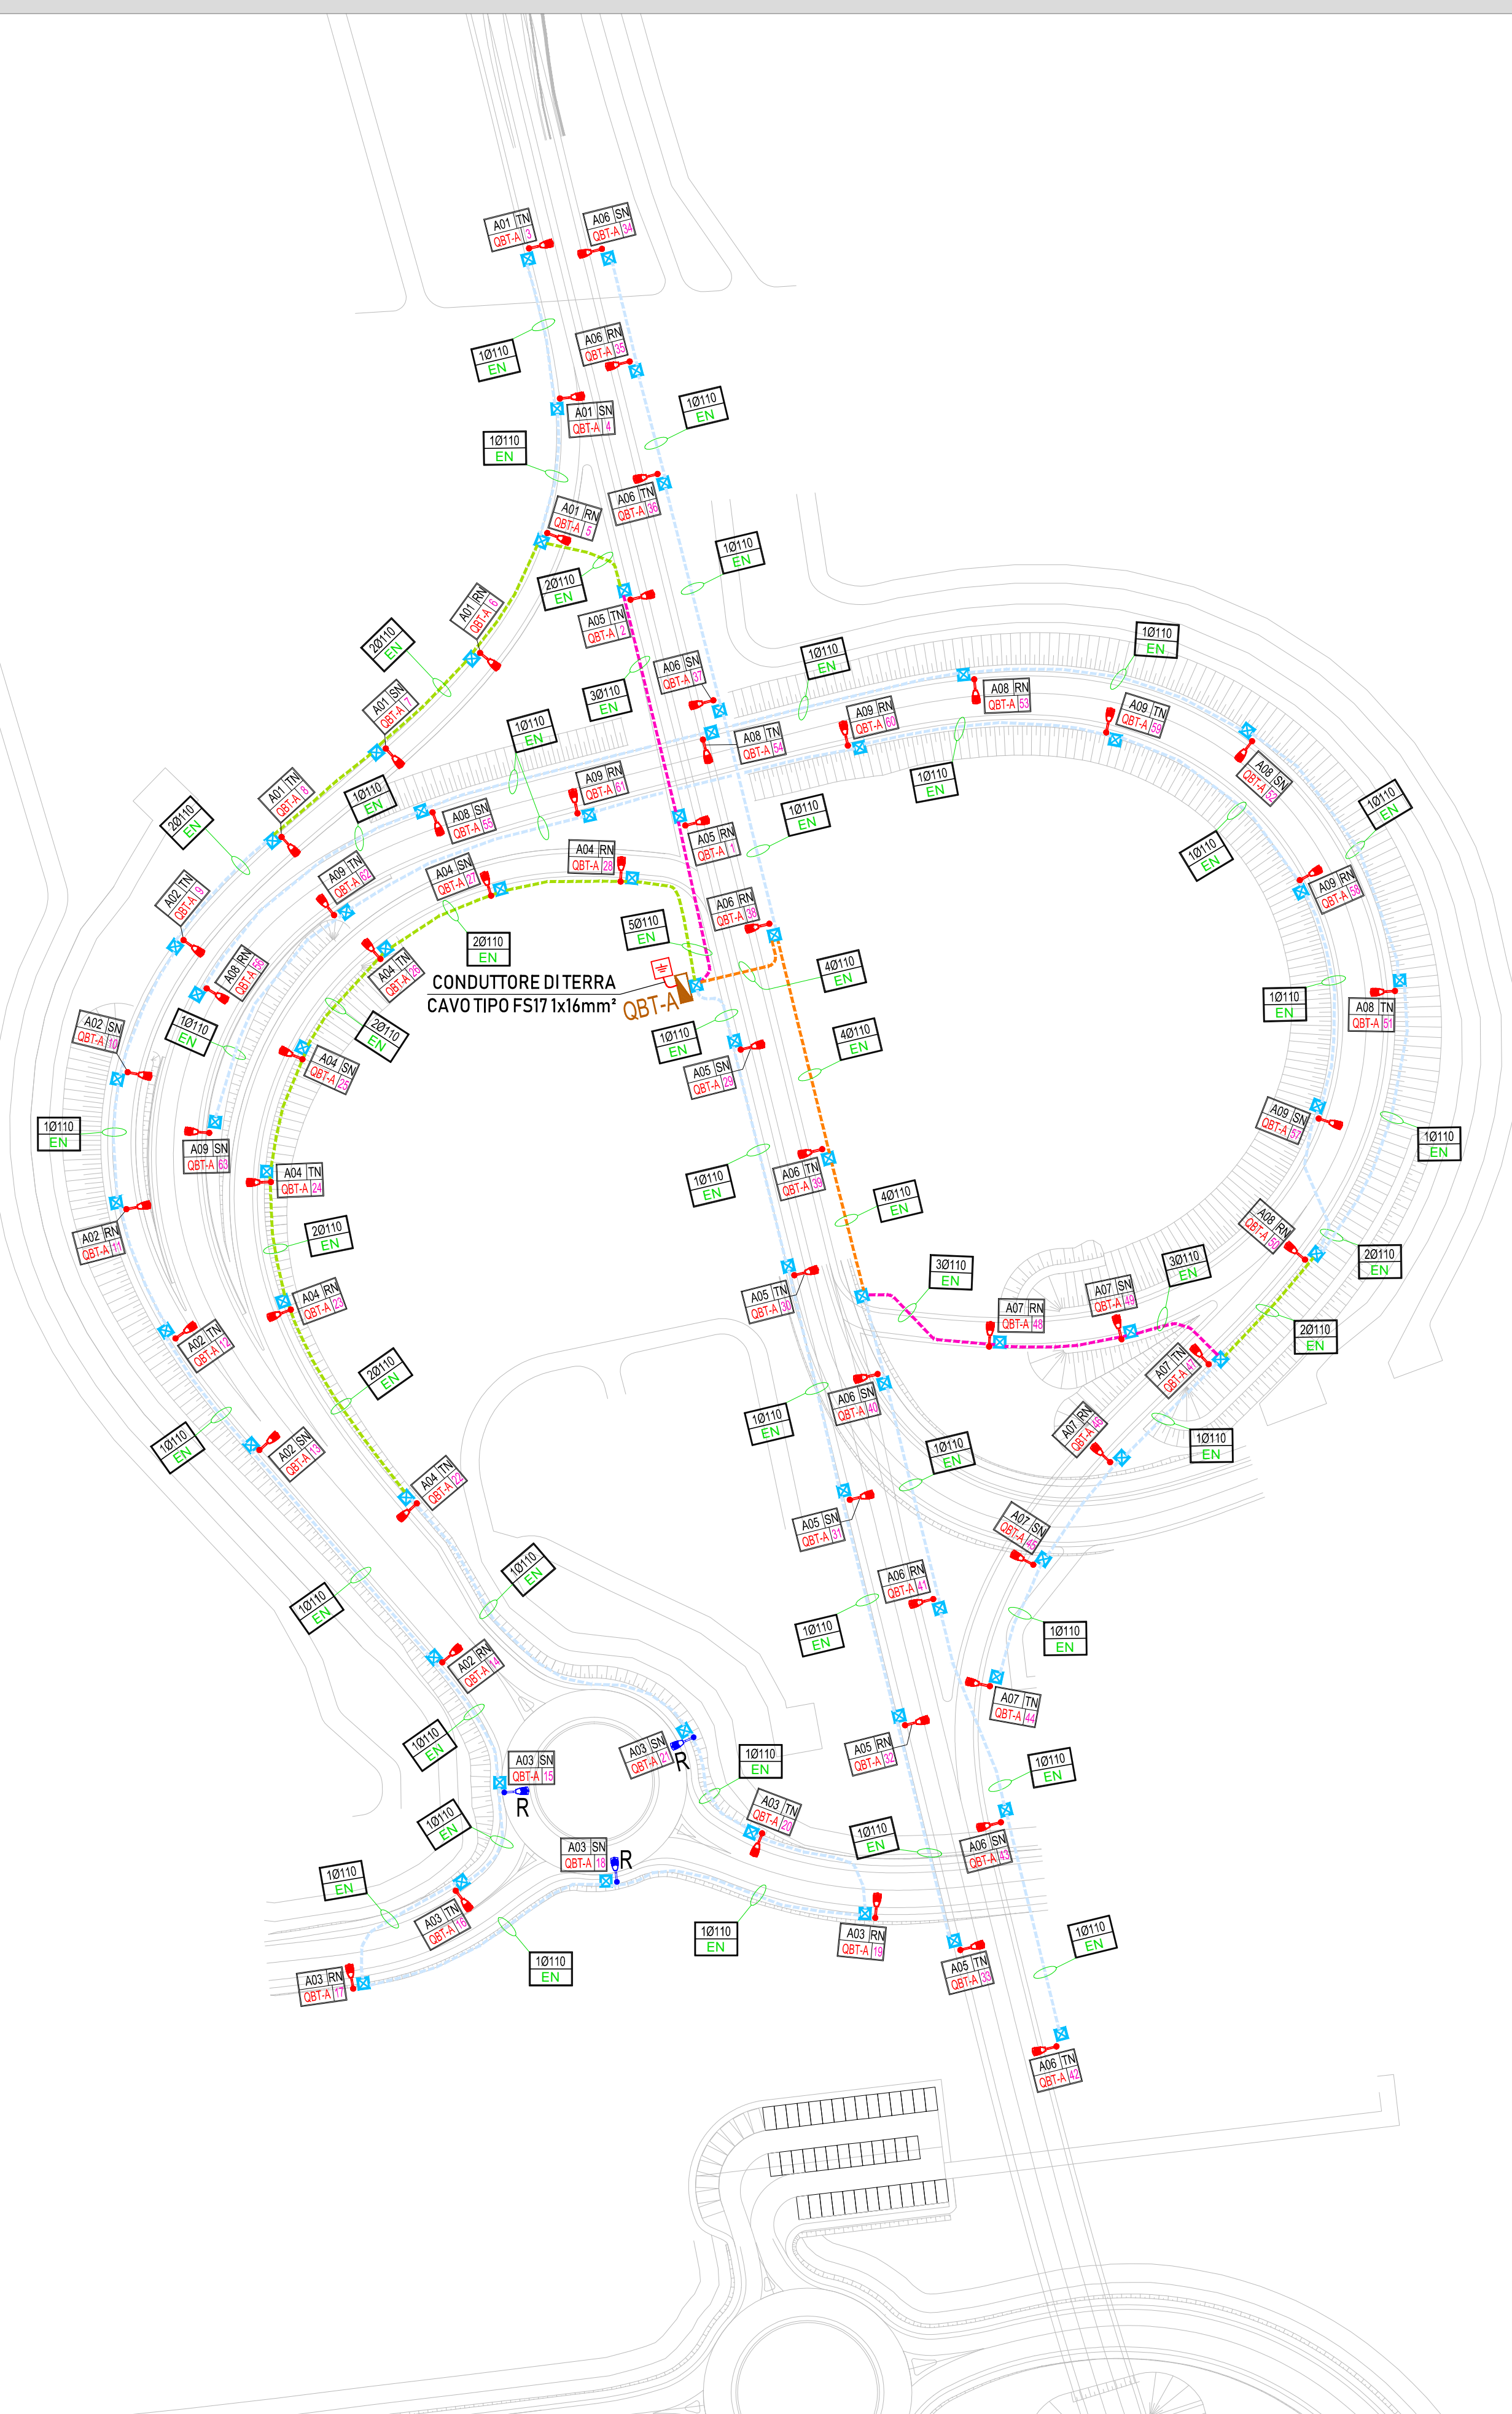 A01 TN
QBT-A 3
A06 SN
QBT-A 34
1Ø110
EN
A06 RN
QBT-A 35
A01 SN
QBT-A 4
1Ø110
EN
1Ø110
EN
A06 TN
QBT-A 36
A01 RN
QBT-A 5
1Ø110
EN
2Ø110
EN
A01 RN
QBT-A 6
A05 TN
QBT-A 2
2Ø110
EN
1Ø110
EN
A06 SN
QBT-A 37
1Ø110
EN
3Ø110
EN
A08 RN
QBT-A 53
A01 SN
QBT-A 7
A09 RN
QBT-A 60
A09 TN
QBT-A 59
1Ø110
EN
A08 TN
QBT-A 54
A08 SN
QBT-A 52
A01 TN
QBT-A 8
1Ø110
EN
A09 RN
QBT-A 61
1Ø110
EN
1Ø110
EN
2Ø110
EN
A08 SN
QBT-A 55
1Ø110
EN
A05 RN
QBT-A 1
1Ø110
EN
A04 RN
QBT-A 28
A04 SN
QBT-A 27
A09 TN
QBT-A 62
A09 RN
QBT-A 58
A02 TN
QBT-A 9
A06 RN
QBT-A 38
5Ø110
EN
2Ø110
EN
A04 TN
QBT-A 26
A08 RN
QBT-A 56
4Ø110
EN
CONDUTTORE DI TERRA
CAVO TIPO FS17 1x16mm²
QBT-A
1Ø110
EN
A08 TN
QBT-A 51
A02 SN
QBT-A 10
1Ø110
EN
2Ø110
EN
1Ø110
EN
4Ø110
EN
A04 SN
QBT-A 25
A05 SN
QBT-A 29
1Ø110
EN
A09 SN
QBT-A 57
1Ø110
EN
A09 SN
QBT-A 63
A04 TN
QBT-A 24
1Ø110
EN
A06 TN
QBT-A 39
4Ø110
EN
A02 RN
QBT-A 11
2Ø110
EN
A08 RN
QBT-A 50
2Ø110
EN
3Ø110
EN
3Ø110
EN
A05 TN
QBT-A 30
A04 RN
QBT-A 23
A07 RN
QBT-A 48
A07 SN
QBT-A 49
2Ø110
EN
A02 TN
QBT-A 12
2Ø110
EN
A07 TN
QBT-A 47
A06 SN
QBT-A 40
1Ø110
EN
A07 RN
QBT-A 46
1Ø110
EN
1Ø110
EN
A02 SN
QBT-A 13
1Ø110
EN
A04 TN
QBT-A 22
A05 SN
QBT-A 31
A07 SN
QBT-A 45
1Ø110
EN
A06 RN
QBT-A 41
1Ø110
EN
1Ø110
EN
1Ø110
EN
A02 RN
QBT-A 14
A07 TN
QBT-A 44
1Ø110
EN
A03 SN
QBT-A 21
R
A05 RN
QBT-A 32
A03 SN
QBT-A 15
R
1Ø110
EN
1Ø110
EN
A03 TN
QBT-A 20
1Ø110
EN
1Ø110
EN
A06 SN
QBT-A 43
A03 SN
QBT-A 18
R
1Ø110
EN
A03 TN
QBT-A 16
1Ø110
EN
A03 RN
QBT-A 19
1Ø110
EN
1Ø110
EN
A05 TN
QBT-A 33
A03 RN
QBT-A 17
A06 TN
QBT-A 42